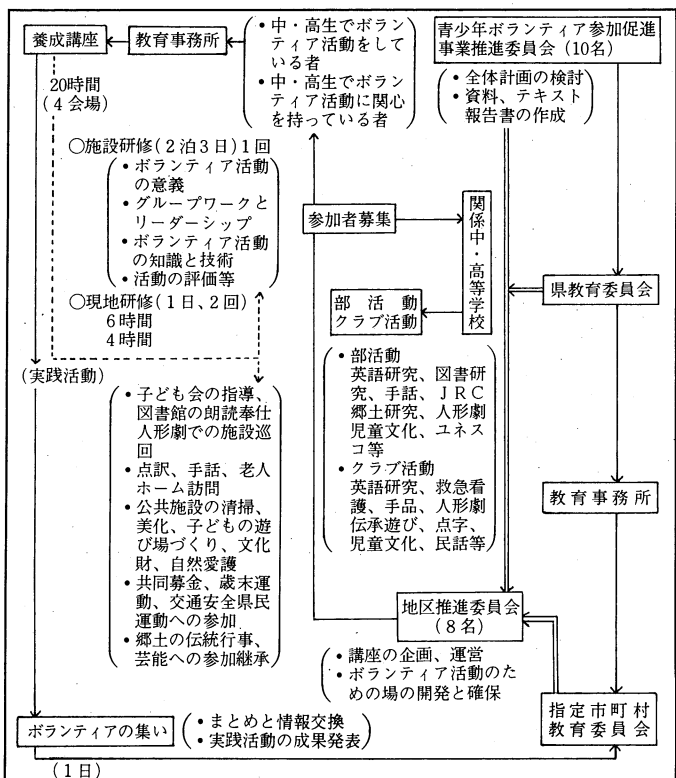 養成講座
教育事務所
• 中・高生でボラン
ティア活動をして
いる者
• 中・高生でボラン
ティア活動に関心
を持っている者
青少年ボランティア参加促進
事業推進委員会(10名)
• 全体計画の検討
• 資料、テキスト
報告書の作成
20時間
(4会場)
○施設研修(2泊3日)1回
• ボランティア活動
の意義
• グループワークと
リーダーシップ
• ボランティア活動
の知識と技術
• 活動の評価等
○現地研修(1日、2回)
6時間
4時間
(実践活動)
• 子ども会の指導、
図書館の朗読奉仕
人形劇での施設巡
回
• 点訳、手話、老人
ホーム訪問
• 公共施設の清掃、
美化、子どもの遊
び場づくり、文化
財、自然愛護
• 共同募金、歳末運
動、交通安全県民
運動への参加
• 郷土の伝統行事、
芸能への参加継承
参加者募集
関係中・高等学校
部活動
クラブ活動
• 部活動
英語研究、図書研
究、手話、JRC
郷土研究、人形劇
児童文化、ユネス
コ等
• クラブ活動
英語研究、救急看
護、手品、人形劇
伝承遊び、点字、
児童文化、民話等
県教育委員会
教育事務所
地区推進委員会
(8名)
• 講座の企画、運営
• ボランティア活動のた
めの場の開発と確保
指定市町村
教育委員会
ボランティアの集い
• まとめと情報交換
• 実践活動の成果発表
(1日)